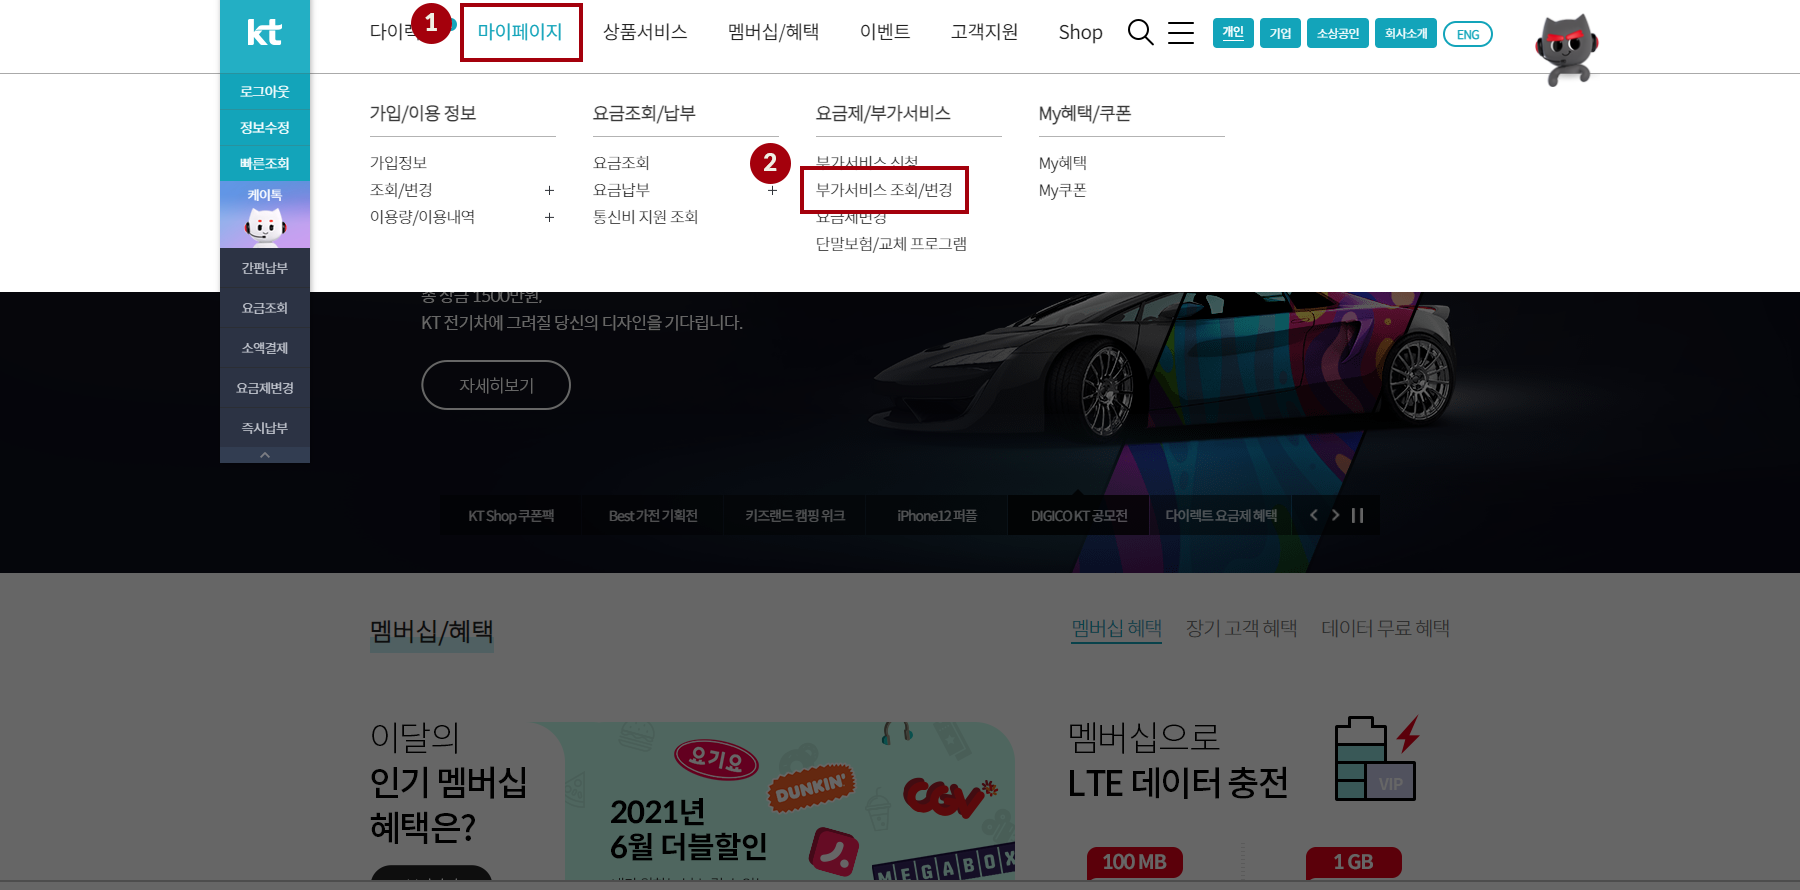 kt
다이렉
1
마이페이지
상품서비스
멤버십/혜택
이벤트
고객지원
Shop
개인
기업
소상공인
회사소개
ENG
로그아웃
정보수정
빠른조회
케이톡
간편납부
요금조회
소액결제
요금제변경
즉시납부
가입/이용 정보
가입정보
조회/변경 +
이용량/이용내역 +
요금조회/납부
요금조회
요금납부 +
통신비 지원 조회
2
요금제/부가서비스
부가서비스 신청
부가서비스 조회/변경
요금제변경
단말보험/교체 프로그램
My혜택/쿠폰
My혜택
My쿠폰
총 상금 1500만원,
KT 전기차에 그려질 당신의 디자인을 기다립니다.
자세히보기
KT Shop 쿠폰팩
Best 가전 기획전
키즈랜드 캠핑 위크
iPhone12 퍼플
DIGICO KT 공모전
다이렉트 요금제 혜택
멤버십/혜택
멤버십 혜택
장기 고객 혜택
데이터 무료 혜택
이달의
인기 멤버십
혜택은?
요기요
DUNKIN'
CGV
2021년
6월 더블할인
MEGABOX
멤버십으로
LTE 데이터 충전
VIP
100 MB
1 GB